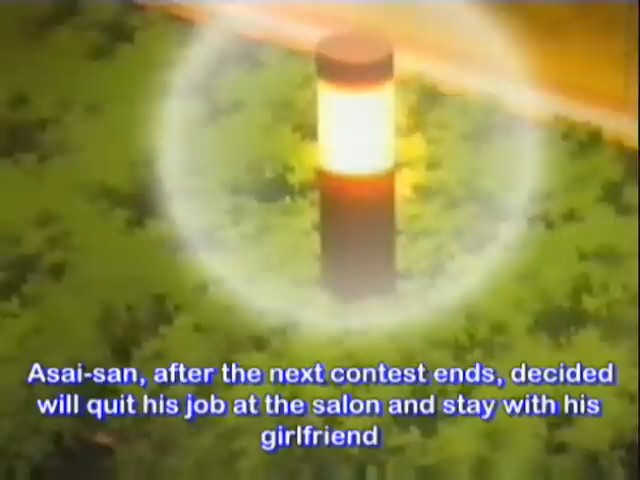 Asai-san, after the next contest ends, decided
will quit his job at the salon and stay with his
girlfriend